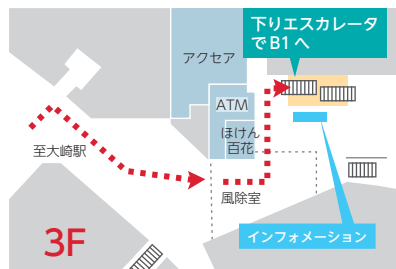 下りエスカレータ
でB1へ
アクセア
ATM
ほけん
百花
至大崎駅
風除室
3F
インフォメーション